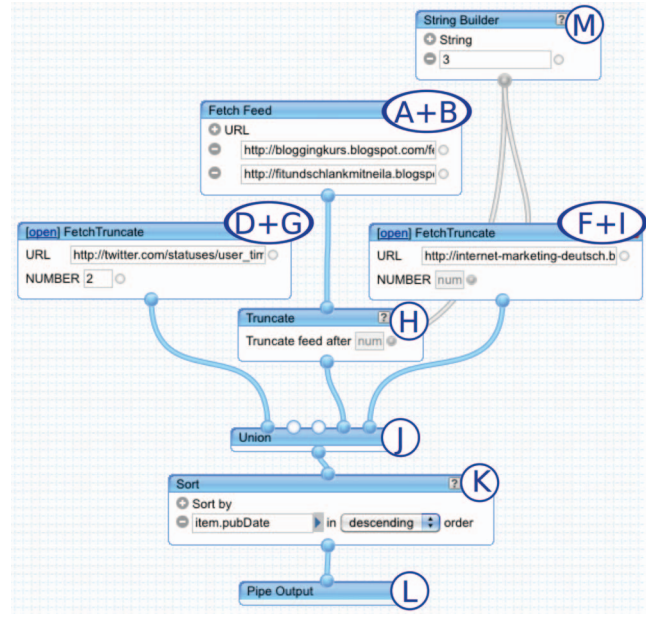 String Builder ? M
String
3
Fetch Feed A+B
URL
http://bloggingkurs.blogspot.com/fe
http://fitundschlankmitneila.blogspo
[open] FetchTruncate D+G
URL http://twitter.com/statuses/user_tim
NUMBER 2
[open] FetchTruncate F+I
URL http://internet-marketing-deutsch.b
NUMBER num
Truncate ? H
Truncate feed after num
Union J
Sort ? K
Sort by
item.pubDate in descending order
Pipe Output L